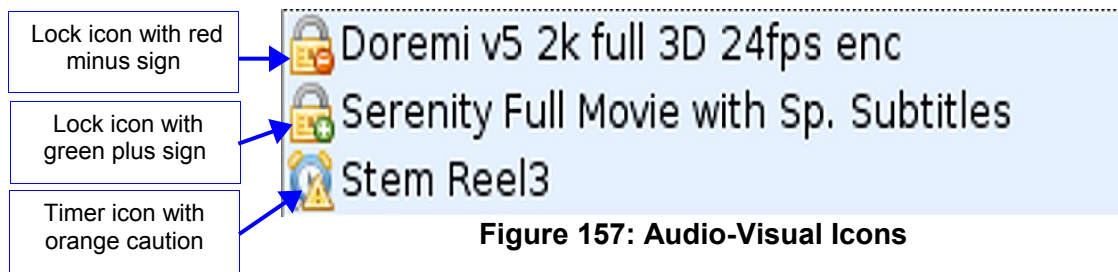 Lock icon with red
minus sign
Doremi v5 2k full 3D 24fps enc
Lock icon with
green plus sign
Serenity Full Movie with Sp. Subtitles
Timer icon with
orange caution
Stem Reel3
Figure 157: Audio-Visual Icons